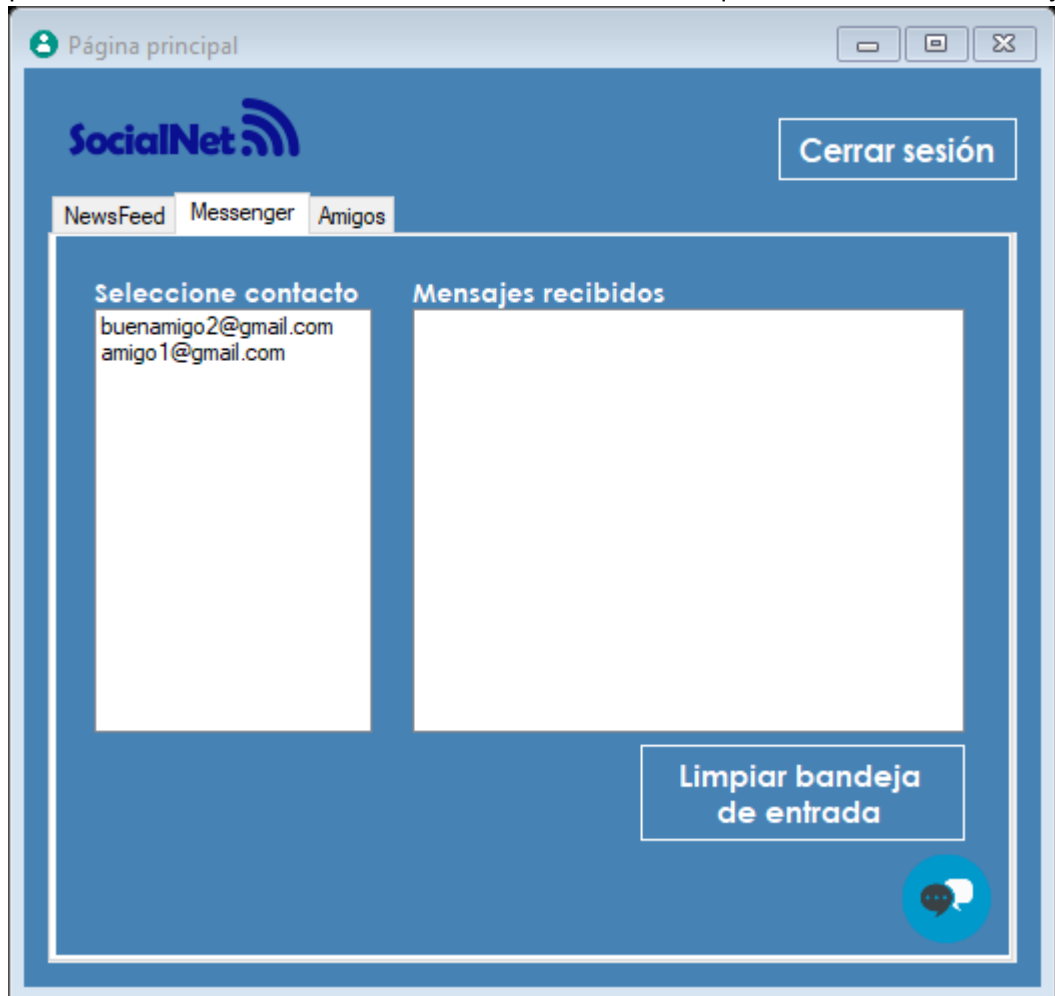 Página principal
SocialNet
Cerrar sesión
NewsFeed Messenger Amigos
Seleccione contacto
buenamigo2@gmail.com
amigo1@gmail.com
Mensajes recibidos
Limpiar bandeja
de entrada